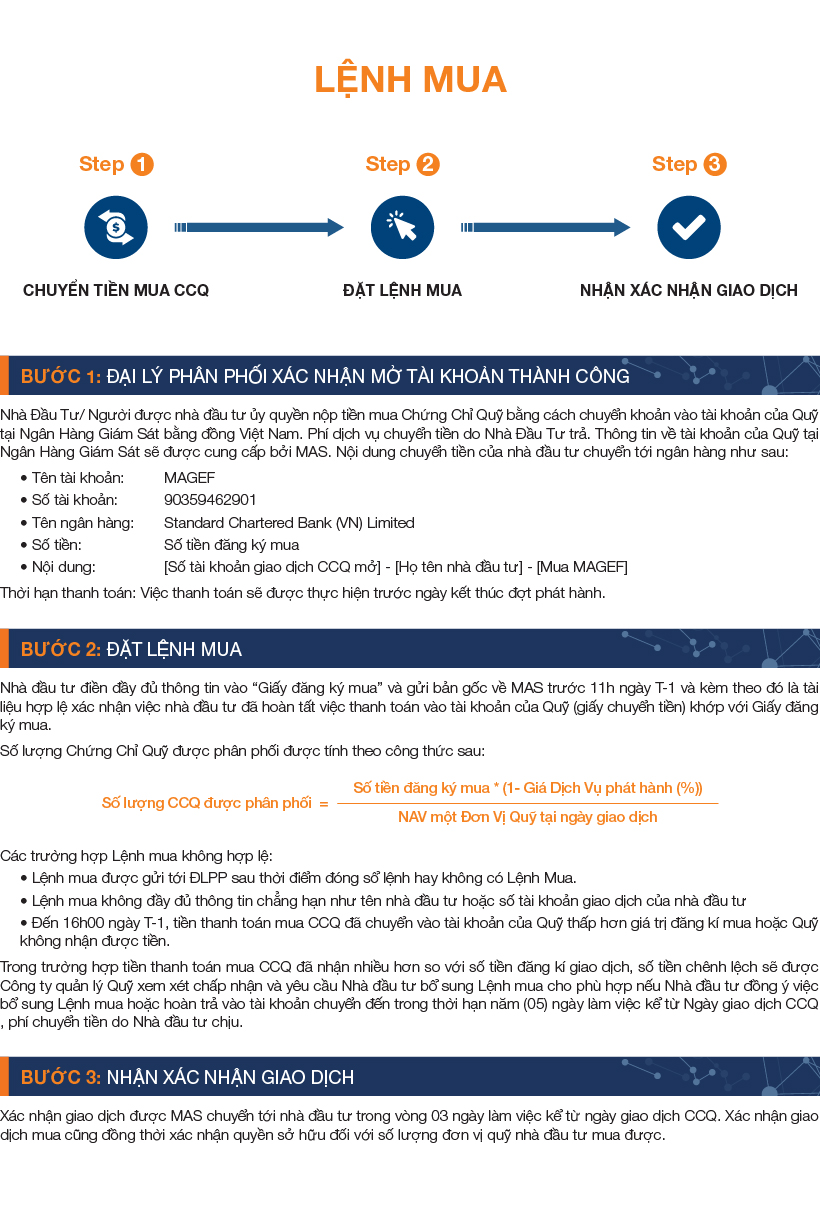 LỆNH MUA
Step 1
Step 2
Step 3
$
CHUYỂN TIỀN MUA CCQ
ĐẶT LỆNH MUA
NHẬN XÁC NHẬN GIAO DỊCH
BƯỚC 1: ĐẠI LÝ PHÂN PHỐI XÁC NHẬN MỞ TÀI KHOẢN THÀNH CÔNG
Nhà Đầu Tư/ Người được nhà đầu tư ủy quyền nộp tiền mua Chứng Chỉ Quỹ bằng cách chuyển khoản vào tài khoản của Quỹ
tại Ngân Hàng Giám Sát bằng đồng Việt Nam. Phí dịch vụ chuyển tiền do Nhà Đầu Tư trả. Thông tin về tài khoản của Quỹ tại
Ngân Hàng Giám Sát sẽ được cung cấp bởi MAS. Nội dung chuyển tiền của nhà đầu tư chuyển tới ngân hàng như sau:
• Tên tài khoản: MAGEF
• Số tài khoản: 90359462901
• Tên ngân hàng: Standard Chartered Bank (VN) Limited
• Số tiền: Số tiền đăng ký mua
• Nội dung: [Số tài khoản giao dịch CCQ mở] - [Họ tên nhà đầu tư] - [Mua MAGEF]
Thời hạn thanh toán: Việc thanh toán sẽ được thực hiện trước ngày kết thúc đợt phát hành.
BƯỚC 2: ĐẶT LỆNH MUA
Nhà đầu tư điền đầy đủ thông tin vào “Giấy đăng ký mua” và gửi bản gốc về MAS trước 11h ngày T-1 và kèm theo đó là tài
liệu hợp lệ xác nhận việc nhà đầu tư đã hoàn tất việc thanh toán vào tài khoản của Quỹ (giấy chuyển tiền) khớp với Giấy đăng
ký mua.
Số lượng Chứng Chỉ Quỹ được phân phối được tính theo công thức sau:
Số tiền đăng ký mua * (1- Giá Dịch Vụ phát hành (%))
Số lượng CCQ được phân phối =
NAV một Đơn Vị Quỹ tại ngày giao dịch
Các trường hợp Lệnh mua không hợp lệ:
• Lệnh mua được gửi tới ĐLPP sau thời điểm đóng sổ lệnh hay không có Lệnh Mua.
• Lệnh mua không đầy đủ thông tin chẳng hạn như tên nhà đầu tư hoặc số tài khoản giao dịch của nhà đầu tư
• Đến 16h00 ngày T-1, tiền thanh toán mua CCQ đã chuyển vào tài khoản của Quỹ thấp hơn giá trị đăng kí mua hoặc Quỹ
không nhận được tiền.
Trong trường hợp tiền thanh toán mua CCQ đã nhận nhiều hơn so với số tiền đăng kí giao dịch, số tiền chênh lệch sẽ được
Công ty quản lý Quỹ xem xét chấp nhận và yêu cầu Nhà đầu tư bổ sung Lệnh mua cho phù hợp nếu Nhà đầu tư đồng ý việc
bổ sung Lệnh mua hoặc hoàn trả vào tài khoản chuyển đến trong thời hạn năm (05) ngày làm việc kể từ Ngày giao dịch CCQ
, phí chuyển tiền do Nhà đầu tư chịu.
BƯỚC 3: NHẬN XÁC NHẬN GIAO DỊCH
Xác nhận giao dịch được MAS chuyển tới nhà đầu tư trong vòng 03 ngày làm việc kể từ ngày giao dịch CCQ. Xác nhận giao
dịch mua cũng đồng thời xác nhận quyền sở hữu đối với số lượng đơn vị quỹ nhà đầu tư mua được.